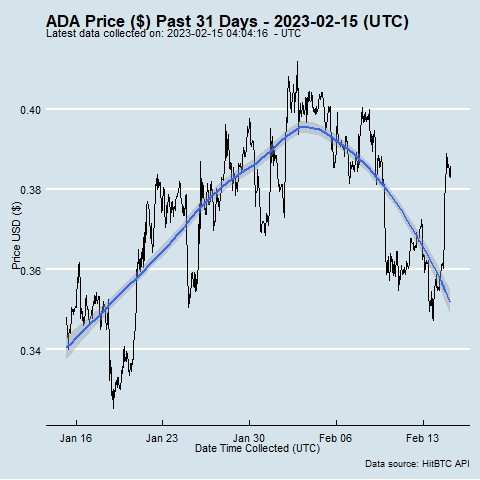 ADA Price ($) Past 31 Days - 2023-02-15 (UTC)
Latest data collected on: 2023-02-15 04:04:16 - UTC
0.40
0.38
0.36
0.34
Price USD ($)
Jan 16 Jan 23 Jan 30 Feb 06 Feb 13
Date Time Collected (UTC)
Data source: HitBTC API